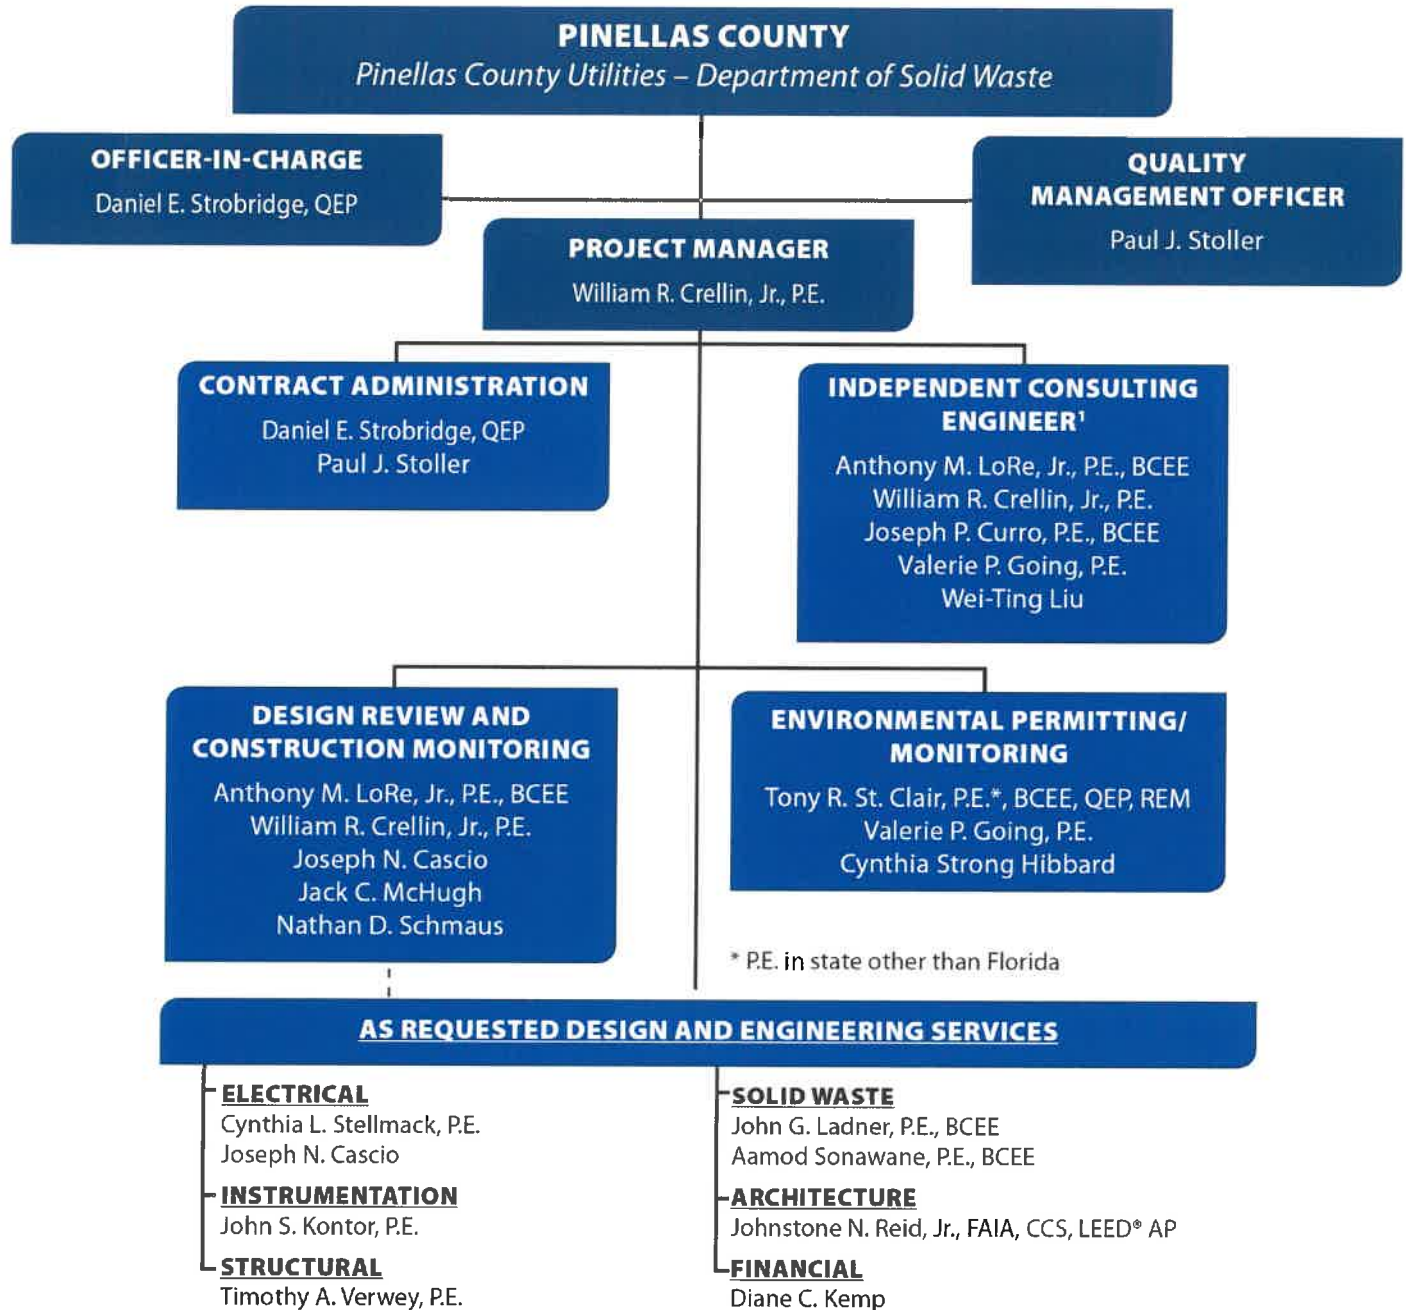 PINELLAS COUNTY
Pinellas County Utilities – Department of Solid Waste
OFFICER-IN-CHARGE
Daniel E. Strobridge, QEP
QUALITY
MANAGEMENT OFFICER
Paul J. Stoller
PROJECT MANAGER
William R. Crellin, Jr., P.E.
CONTRACT ADMINISTRATION
Daniel E. Strobridge, QEP
Paul J. Stoller
INDEPENDENT CONSULTING
ENGINEER¹
Anthony M. LoRe, Jr., P.E., BCEE
William R. Crellin, Jr., P.E.
Joseph P. Curro, P.E., BCEE
Valerie P. Going, P.E.
Wei-Ting Liu
DESIGN REVIEW AND
CONSTRUCTION MONITORING
Anthony M. LoRe, Jr., P.E., BCEE
William R. Crellin, Jr., P.E.
Joseph N. Cascio
Jack C. McHugh
Nathan D. Schmaus
ENVIRONMENTAL PERMITTING/
MONITORING
Tony R. St. Clair, P.E.*, BCEE, QEP, REM
Valerie P. Going, P.E.
Cynthia Strong Hibbard
* P.E. in state other than Florida
AS REQUESTED DESIGN AND ENGINEERING SERVICES
ELECTRICAL
Cynthia L. Stellmack, P.E.
Joseph N. Cascio
INSTRUMENTATION
John S. Kontor, P.E.
STRUCTURAL
Timothy A. Verwey, P.E.
SOLID WASTE
John G. Ladner, P.E., BCEE
Aamod Sonawane, P.E., BCEE
ARCHITECTURE
Johnstone N. Reid, Jr., FAIA, CCS, LEED® AP
FINANCIAL
Diane C. Kemp